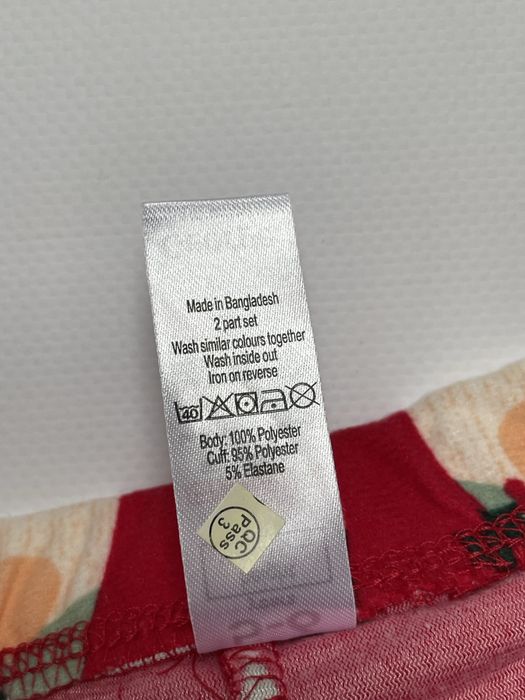 Made in Bangladesh
2 part set
Wash similar colours together
Wash inside out
Iron on reverse
40
Body: 100% Polyester
Cuff: 95% Polyester
5% Elastane
QC
Pass
3